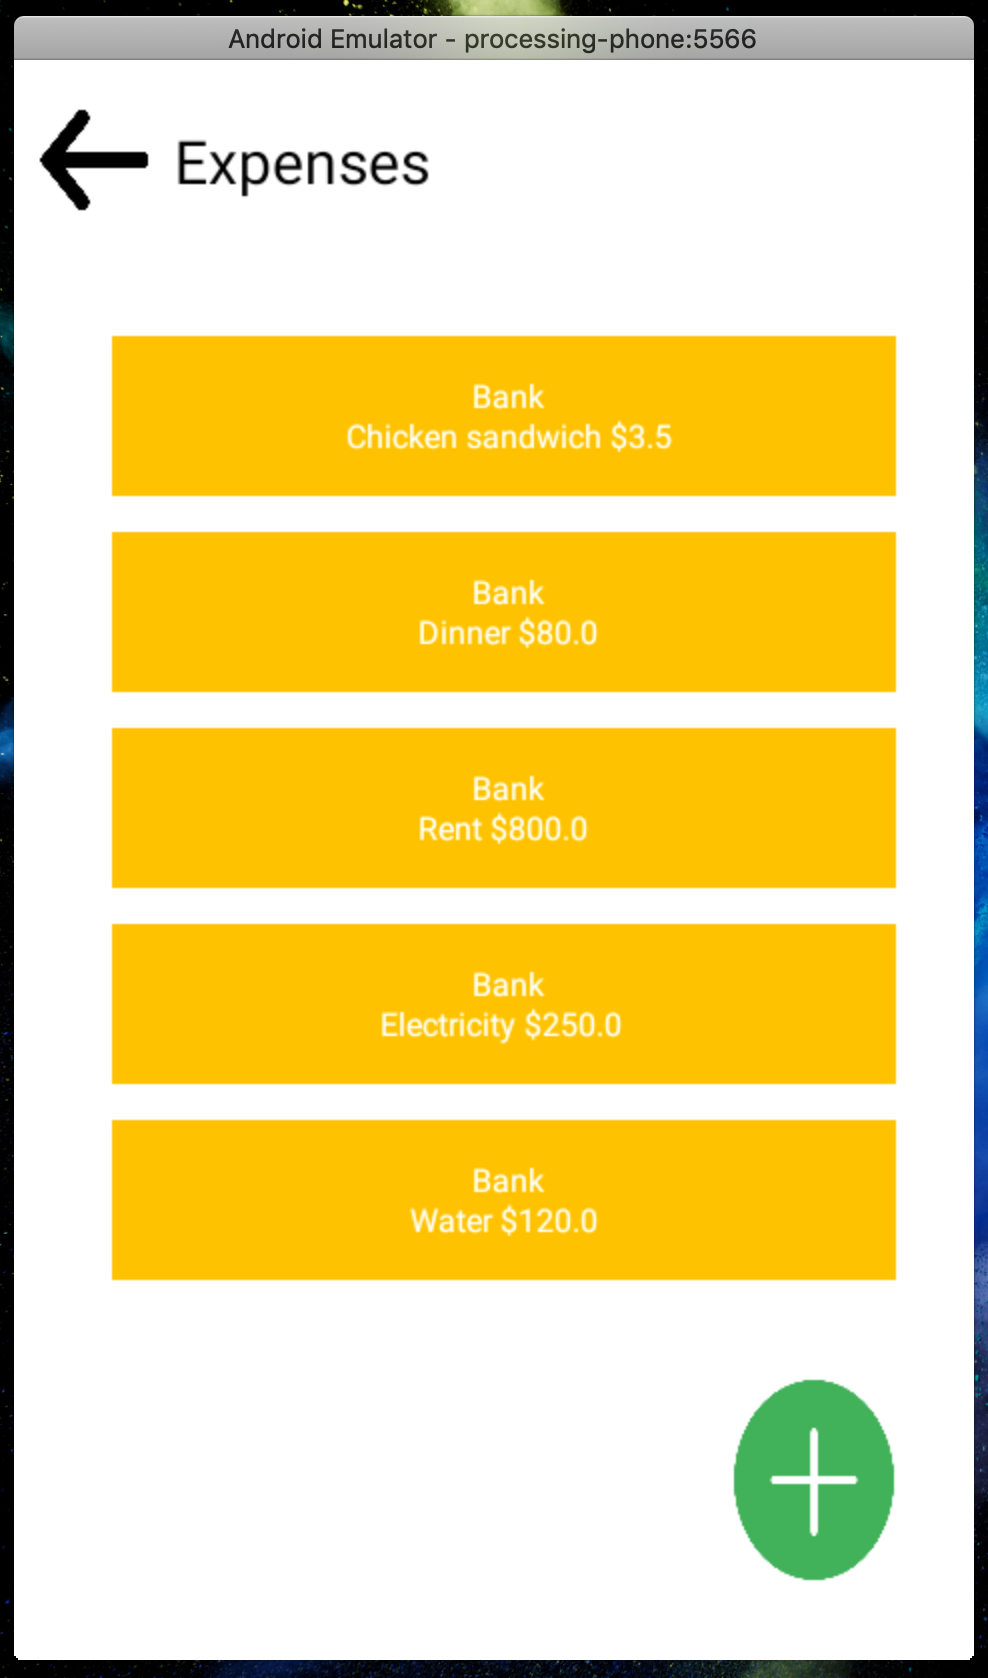 Android Emulator - processing-phone:5566
Expenses
Bank
Chicken sandwich $3.5
Bank
Dinner $80.0
Bank
Rent $800.0
Bank
Electricity $250.0
Bank
Water $120.0